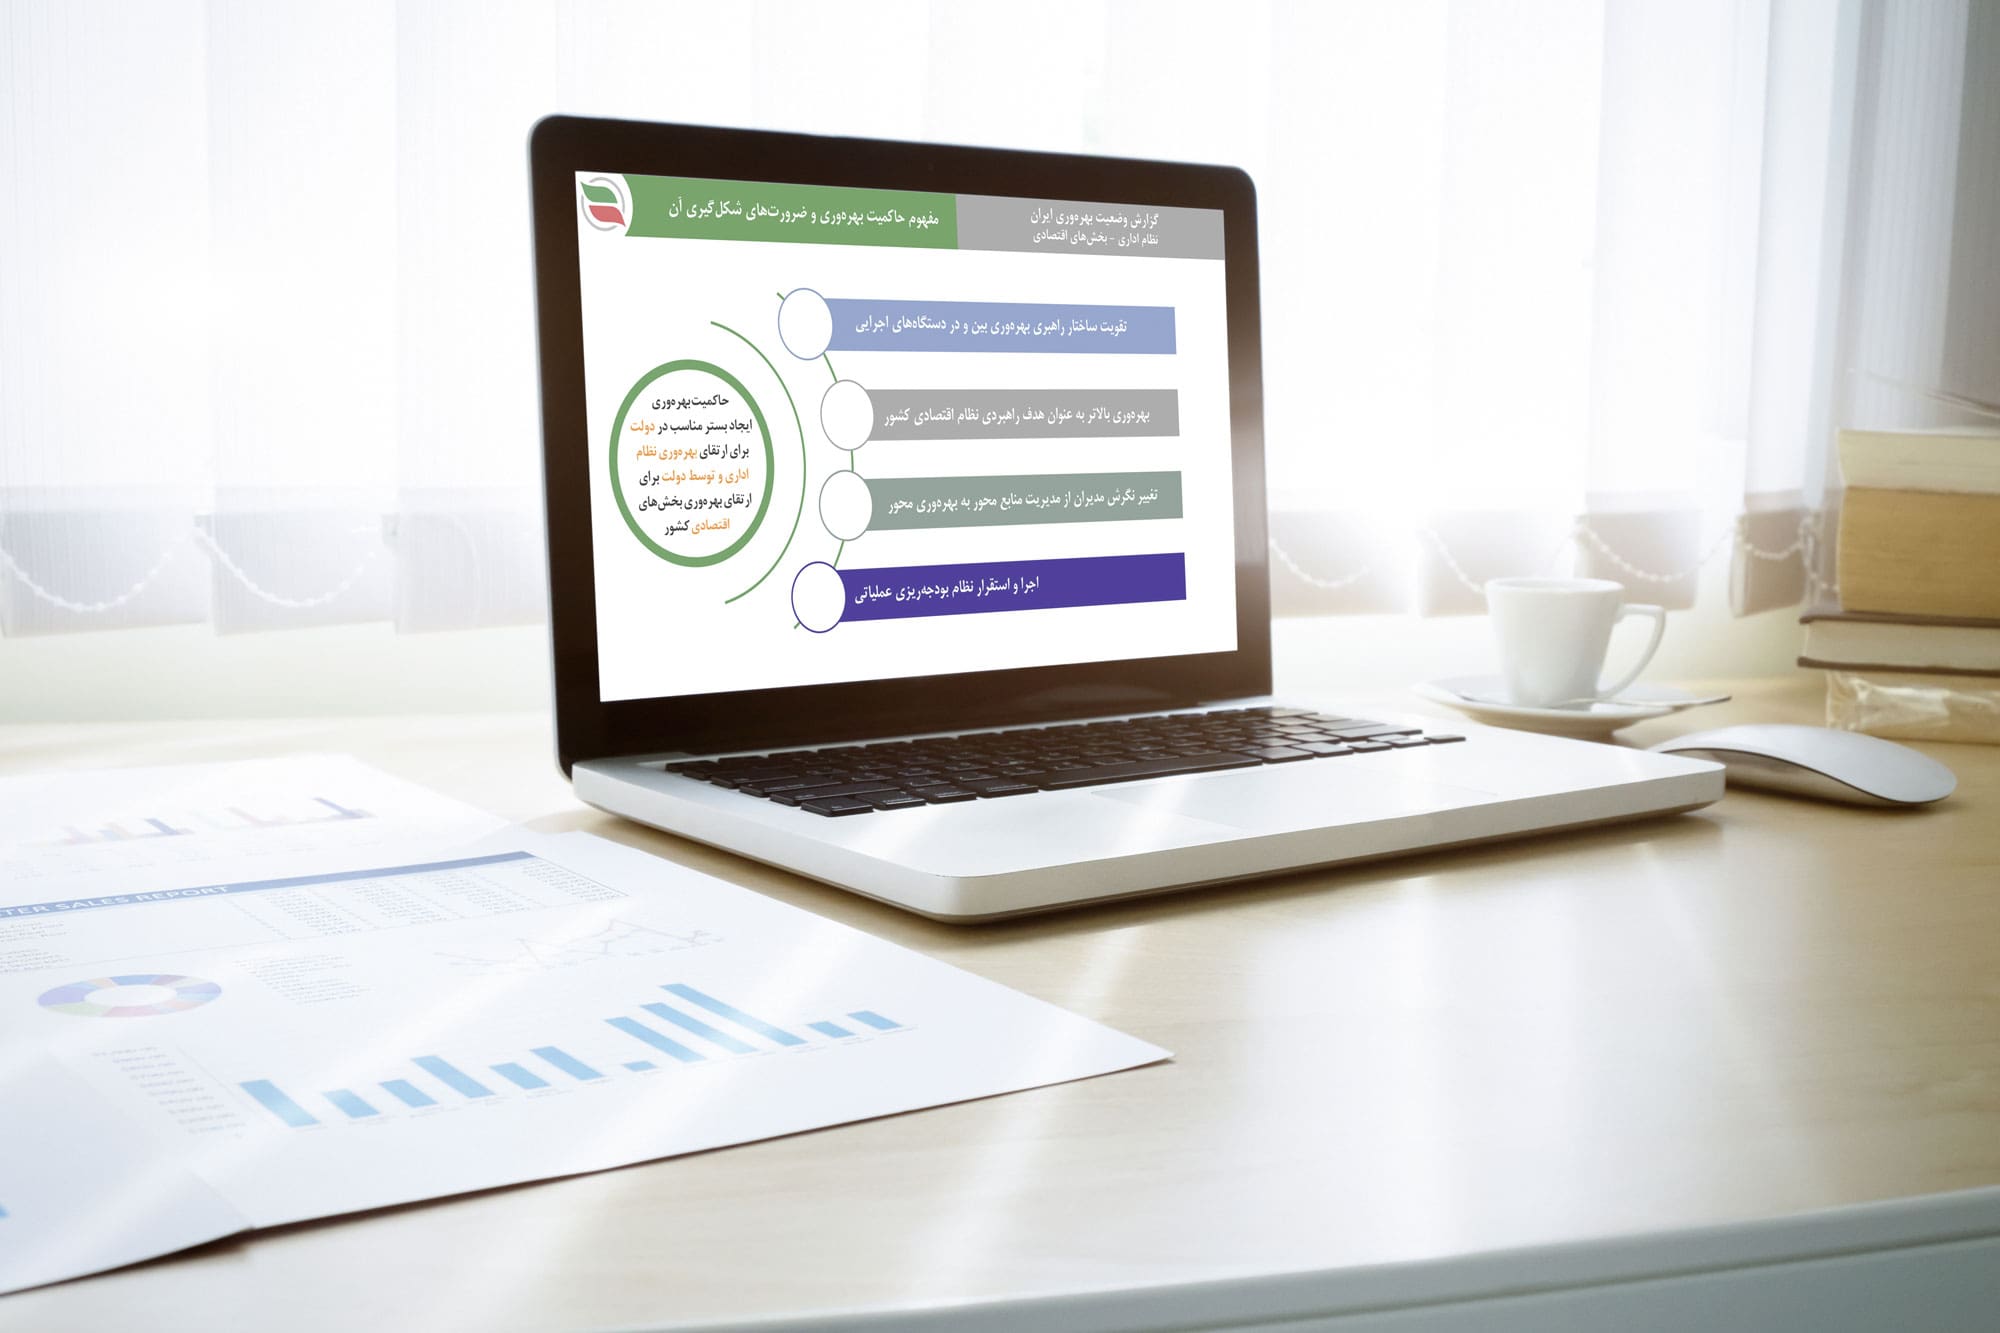 گزارش وضعیت بهره‌وری ایران
نظام اداری - بخش‌های اقتصادی
مفهوم حاکمیت بهره‌وری و ضرورت‌های شکل‌گیری آن
تقویت ساختار راهبری بهره‌وری بین و در دستگاه‌های اجرایی
بهره‌وری بالاتر به عنوان هدف راهبردی نظام اقتصادی کشور
تغییر نگرش مدیران از مدیریت منابع محور به بهره‌وری محور
اجرا و استقرار نظام بودجه‌ریزی عملیاتی
حاکمیت‌بهره‌وری
ایجاد بستر مناسب در دولت
برای ارتقای بهره‌وری نظام
اداری و توسط دولت برای
ارتقای بهره‌وری بخش‌های
اقتصادی کشور
TER SALES REPORT